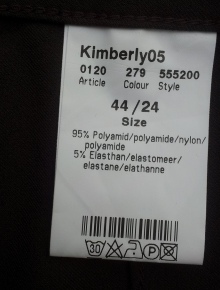 Kimberly05
0120 279 555200
Article Colour Style
44/24
Size
95% Polyamid/polyamide/nylon/
polyamide
5% Elasthan/elastomeer/
elastane/elathanne
30 P